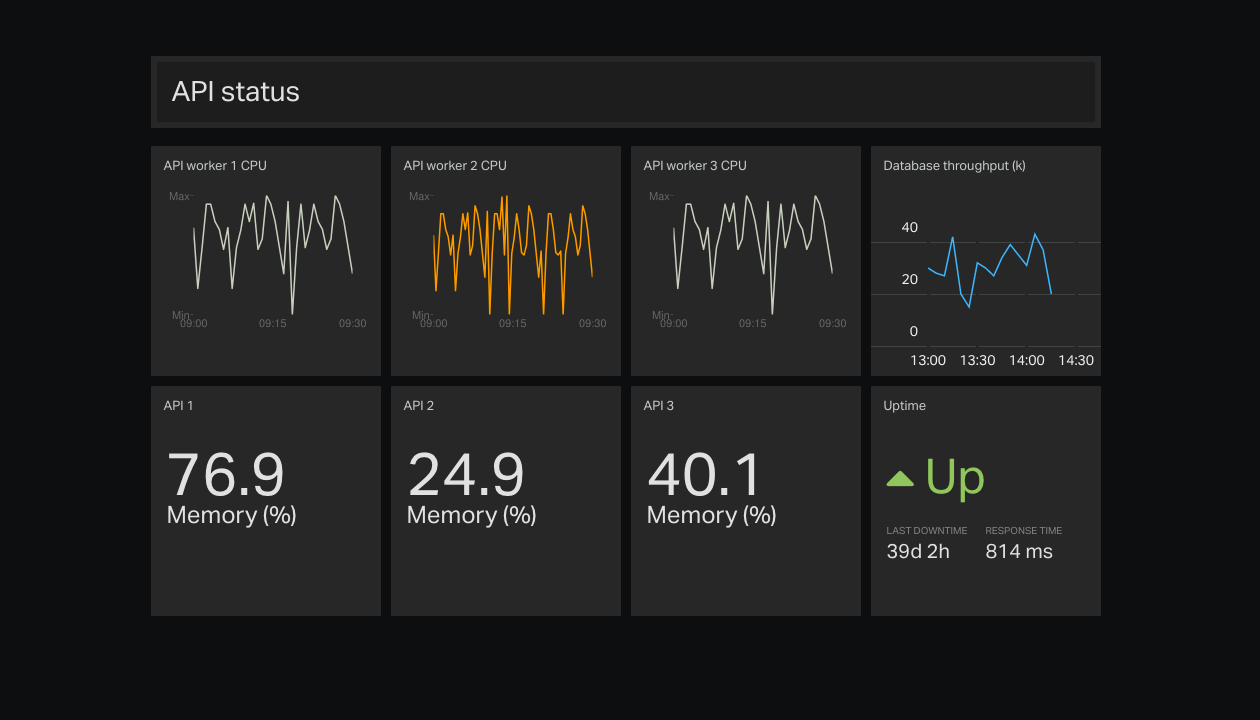 API status
API worker 1 CPU
Max
Min
09:00 09:15 09:30
API worker 2 CPU
Max
Min
09:00 09:15 09:30
API worker 3 CPU
Max
Min
09:00 09:15 09:30
Database throughput (k)
40
20
0
13:00 13:30 14:00 14:30
API 1
76.9
Memory (%)
API 2
24.9
Memory (%)
API 3
40.1
Memory (%)
Uptime
Up
LAST DOWNTIME RESPONSE TIME
39d 2h 814 ms